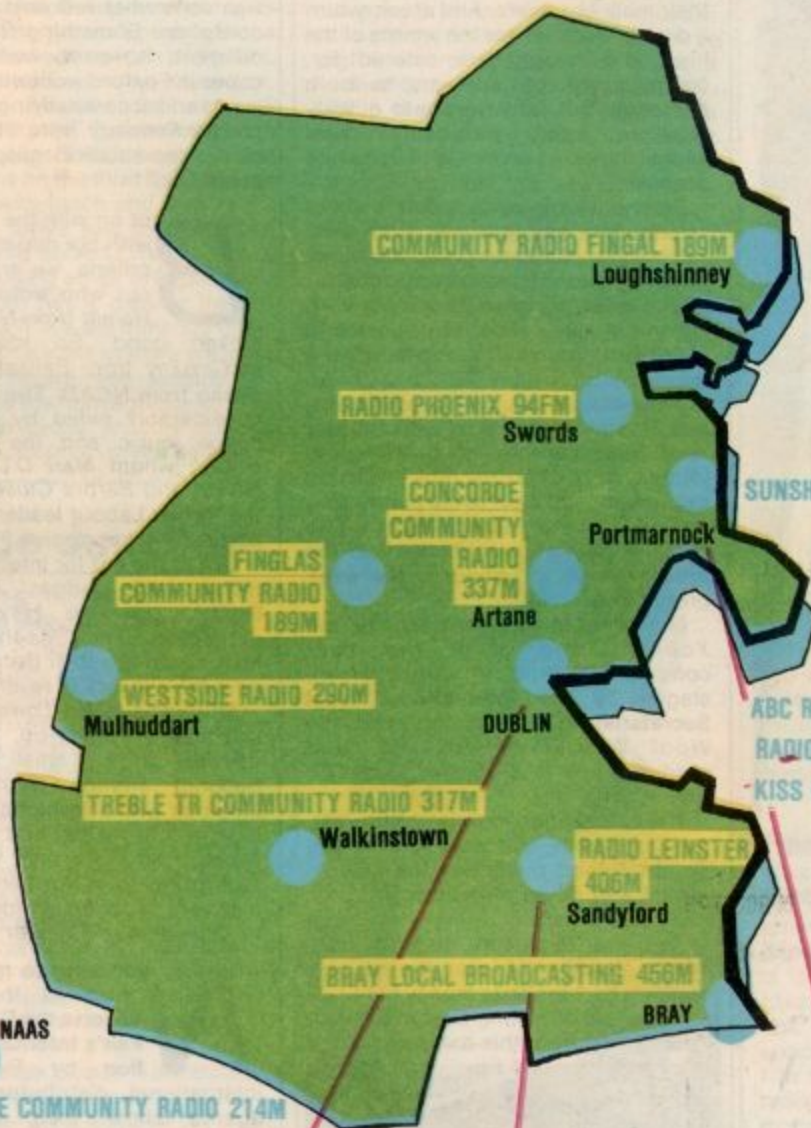 COMMUNITY RADIO FINGAL 189M
Loughshinney
RADIO PHOENIX 94FM
Swords
CONCORDE
COMMUNITY
RADIO
337M
Artane
SUNSH
Portmarnock
FINGLAS
COMMUNITY RADIO
189M
WESTSIDE RADIO 290M
Mulhuddart
DUBLIN
ABC R
RADIO
KISS
TREBLE TR COMMUNITY RADIO 317M
Walkinstown
RADIO LEINSTER
406M
Sandyford
BRAY LOCAL BROADCASTING 456M
BRAY
NAAS
E COMMUNITY RADIO 214M